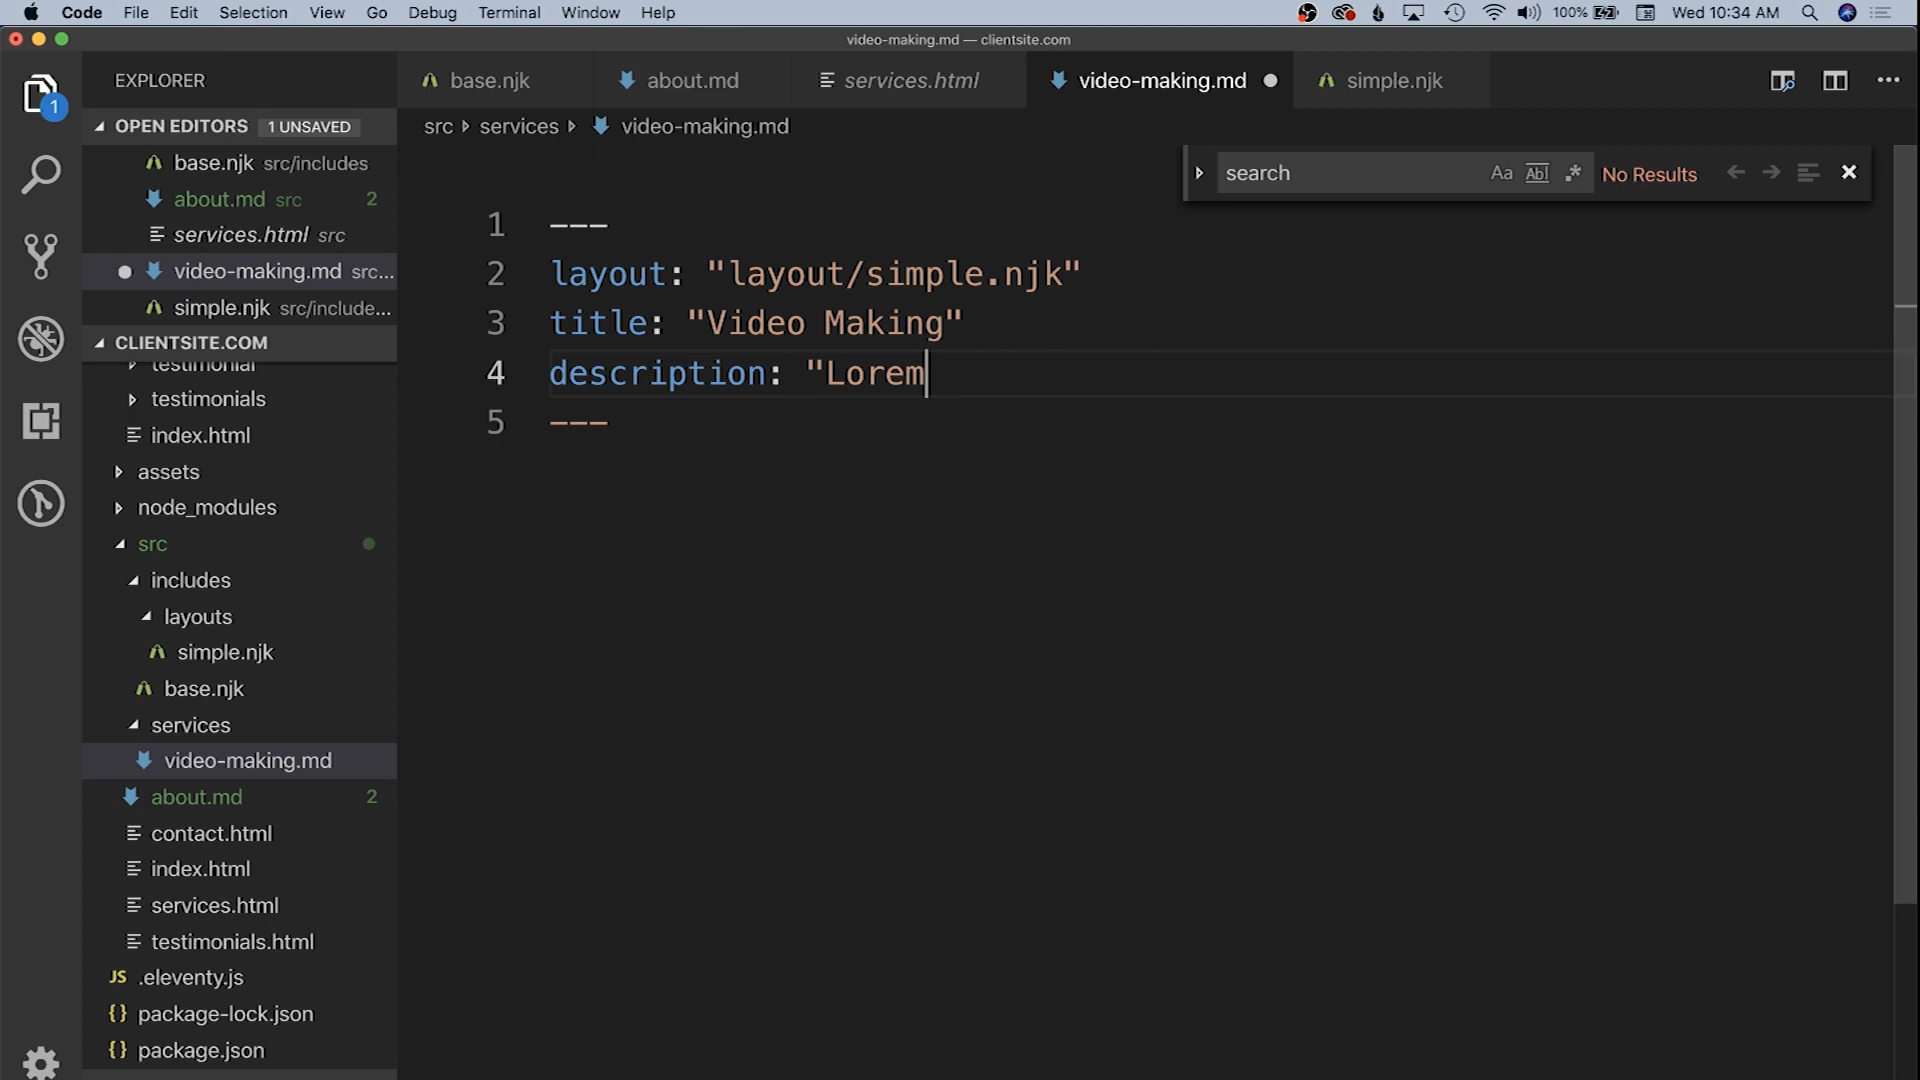 Code File Edit Selection View Go Debug Terminal Window Help 100% Wed 10:34 AM
video-making.md — clientsite.com
EXPLORER
1
OPEN EDITORS 1 UNSAVED
base.njk src/includes
about.md src 2
services.html src
video-making.md src...
simple.njk src/include...
CLIENTSITE.COM
testimonial
testimonials
index.html
assets
node_modules
src
includes
layouts
simple.njk
base.njk
services
video-making.md
about.md 2
contact.html
index.html
services.html
testimonials.html
JS .eleventy.js
{} package-lock.json
{} package.json
base.njk about.md services.html video-making.md simple.njk
src services video-making.md
search Aa Abl .* No Results
1 ---
2 layout: "layout/simple.njk"
3 title: "Video Making"
4 description: "Lorem
5 ---